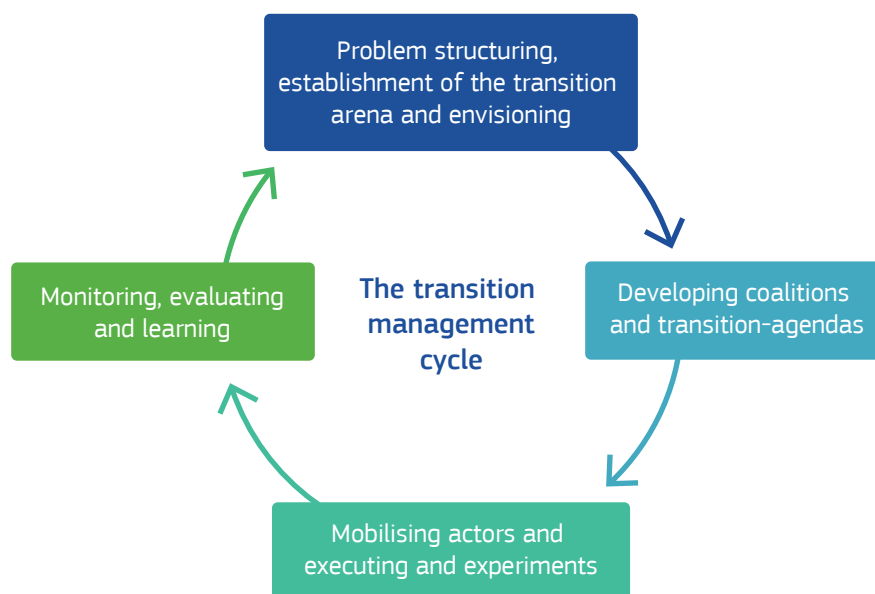 Problem structuring,
establishment of the transition
arena and envisioning
Monitoring, evaluating
and learning
The transition
management
cycle
Developing coalitions
and transition-agendas
Mobilising actors and
executing and experiments